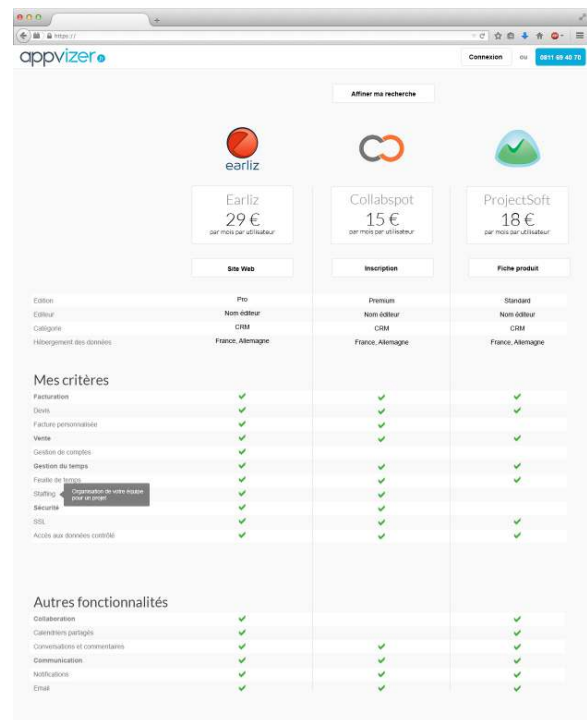 https://
appvizer
Connexion ou 0811 69 40 70
Affiner ma recherche
earliz
Earliz Collabspot ProjectSoft
29 € 15 € 18 €
par mois par utilisateur par mois par utilisateur par mois par utilisateur
Site Web Inscription Fiche produit
Edition Pro Premium Standard
Editeur Nom éditeur Nom éditeur Nom éditeur
Catégorie CRM CRM CRM
Hébergement des données France, Allemagne France, Allemagne France, Allemagne
Mes critères
Facturation
Devis
Facture personnalisée
Vente
Gestion de comptes
Gestion du temps
Feuille de temps
Staffing Organisation de votre équipe
pour un projet
Sécurité
SSL
Accès aux données contrôlé
Autres fonctionnalités
Collaboration
Calendriers partagés
Conversations et commentaires
Communication
Notifications
Email